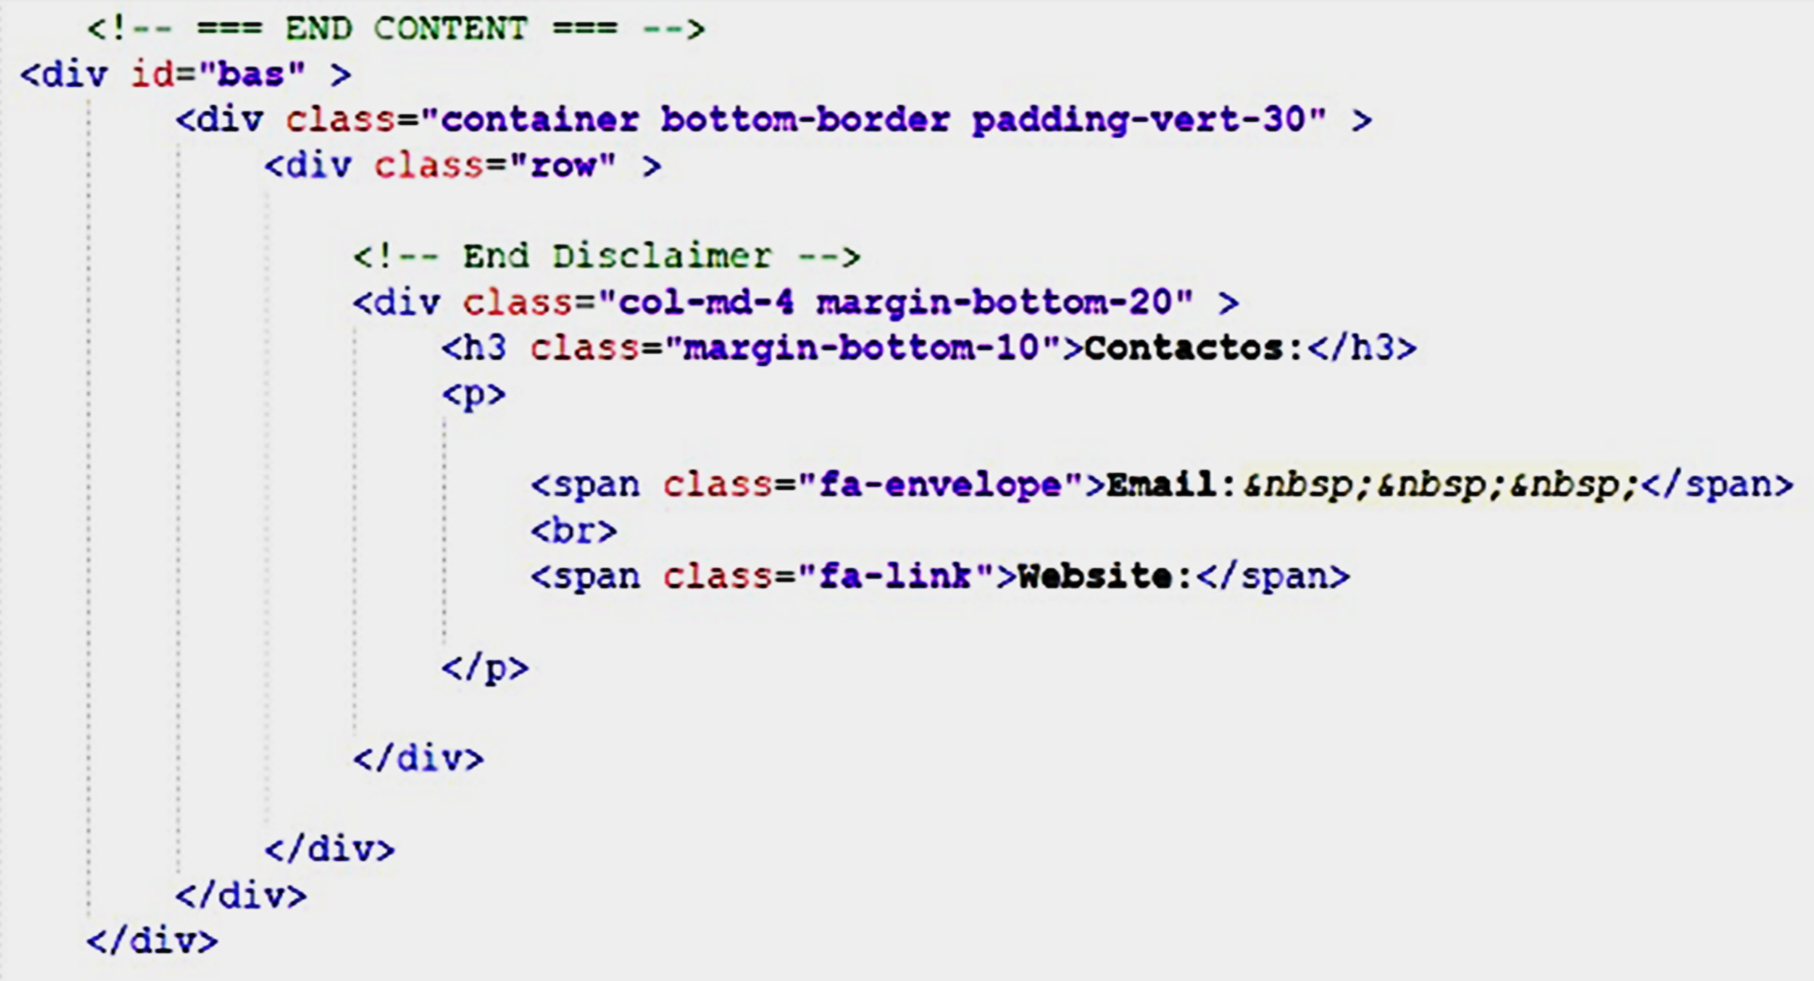 <!-- === END CONTENT === -->
<div id="bas" >
<div class="container bottom-border padding-vert-30" >
<div class="row" >
<!-- End Disclaimer -->
<div class="col-md-4 margin-bottom-20" >
<h3 class="margin-bottom-10">Contactos:</h3>
<p>
<span class="fa-envelope">Email:&nbsp;&nbsp;&nbsp;</span>
<br>
<span class="fa-link">Website:</span>
</p>
</div>
</div>
</div>
</div>